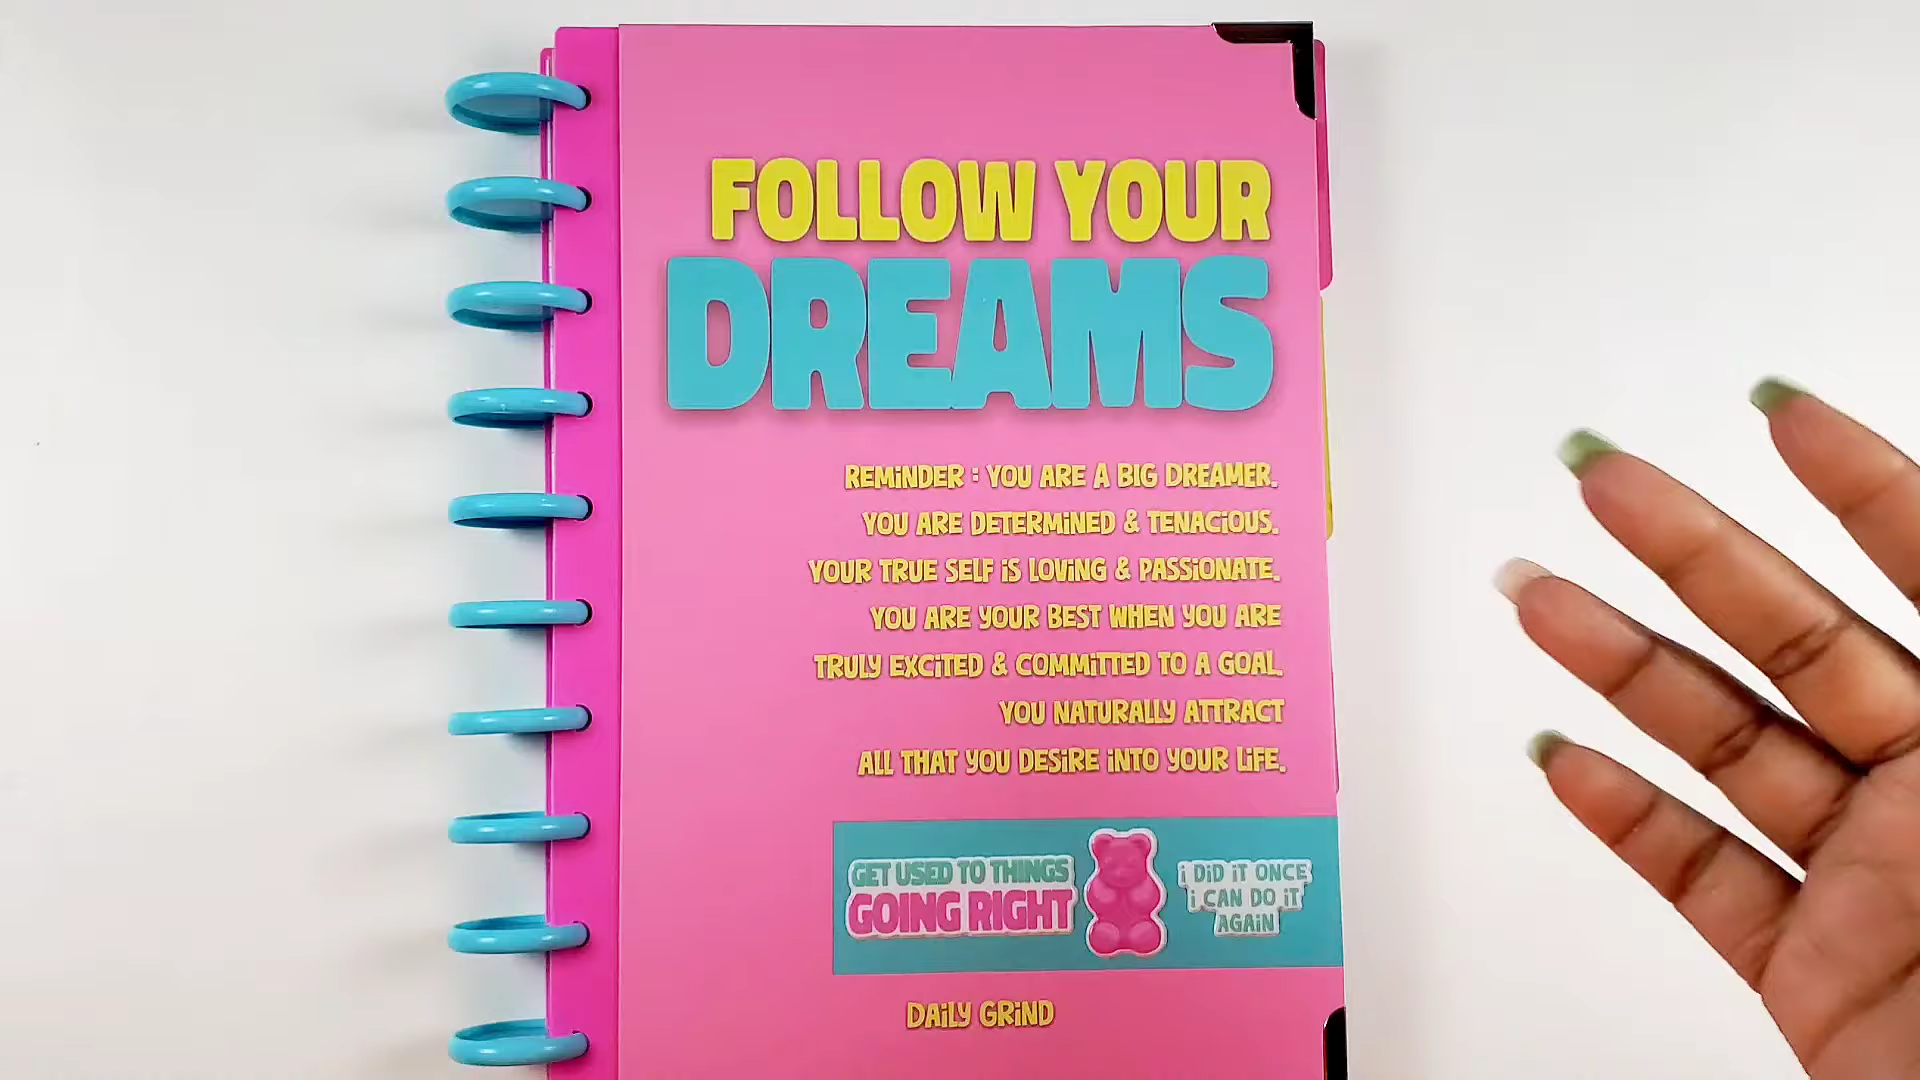 FOLLOW YOUR
DREAMS
REMiNDER : YOU ARE A BIG DREAMER.
YOU ARE DETERMiNED & TENACiOUS.
YOUR TRUE SELF iS LOViNG & PASSiONATE.
YOU ARE YOUR BEST WHEN YOU ARE
TRULY EXCiTED & COMMiTTED TO A GOAL.
YOU NATURALLY ATTRACT
ALL THAT YOU DESiRE iNTO YOUR LiFE.
GET USED TO THINGS
GOING RIGHT
i DiD iT ONCE
i CAN DO iT
AGAiN
DAiLY GRiND